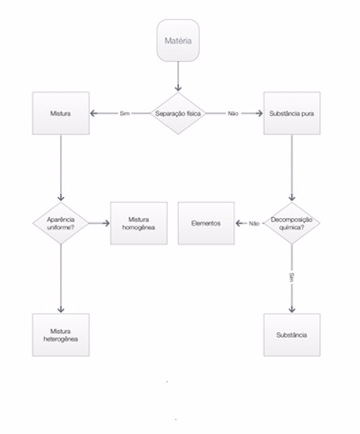 Matéria
Mistura
Sim
Separação física
Não
Substância pura
Aparência
uniforme?
Mistura
homogênea
Elementos
Não
Decomposição
química?
Sim
Mistura
heterogênea
Substância